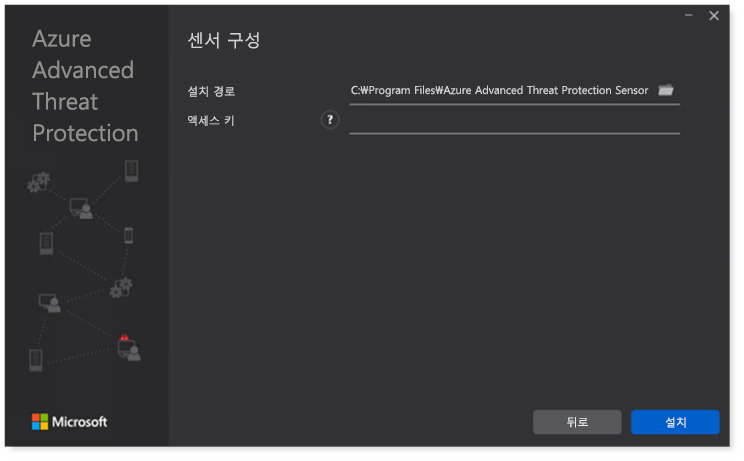 Azure
Advanced
Threat
Protection
센서 구성
설치 경로
C:₩Program Files₩Azure Advanced Threat Protection Sensor
액세스 키
?
Microsoft
뒤로
설치